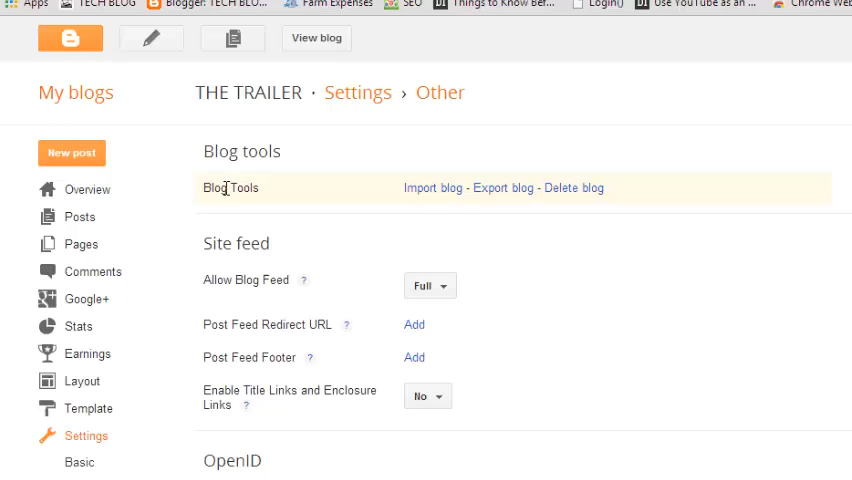 Apps TECH BLOG Blogger: THE TRAILER Farm Expenses SEO Things to Know Bef... Login() Use YouTube as an ... Chrome Web
View blog
My blogs
THE TRAILER · Settings › Other
New post
Blog tools
Blog Tools Import blog - Export blog - Delete blog
Overview
Posts
Pages
Comments
Google+
Stats
Earnings
Layout
Template
Settings
Basic
Site feed
Allow Blog Feed ? Full
Post Feed Redirect URL ? Add
Post Feed Footer ? Add
Enable Title Links and Enclosure
Links ? No
OpenID